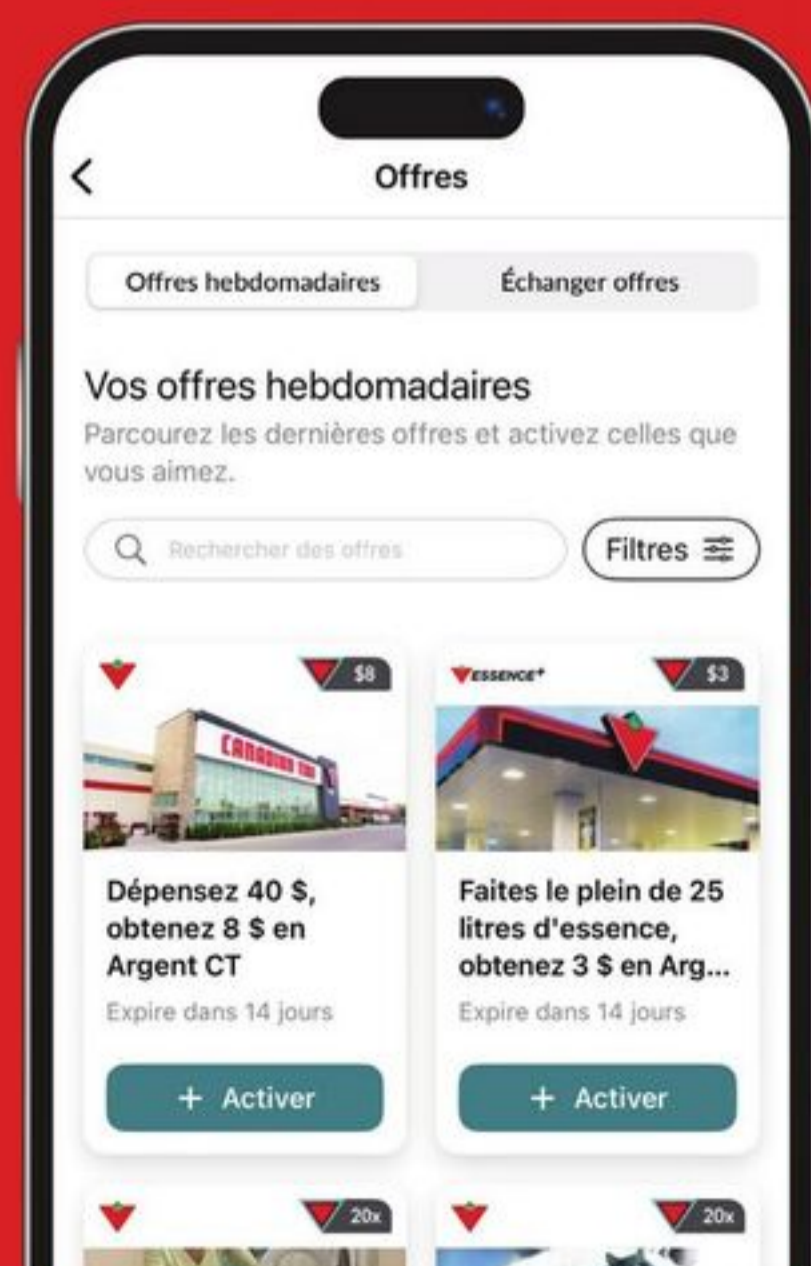 Offres
Offres hebdomadaires
Échanger offres
Vos offres hebdomadaires
Parcourez les dernières offres et activez celles que
vous aimez.
Rechercher des offres
Filtres
$8
CANADIAN TIRE
Dépensez 40 $,
obtenez 8 $ en
Argent CT
Expire dans 14 jours
+ Activer
ESSENCE+
$3
Faites le plein de 25
litres d'essence,
obtenez 3 $ en Arg...
Expire dans 14 jours
+ Activer
20x
20x